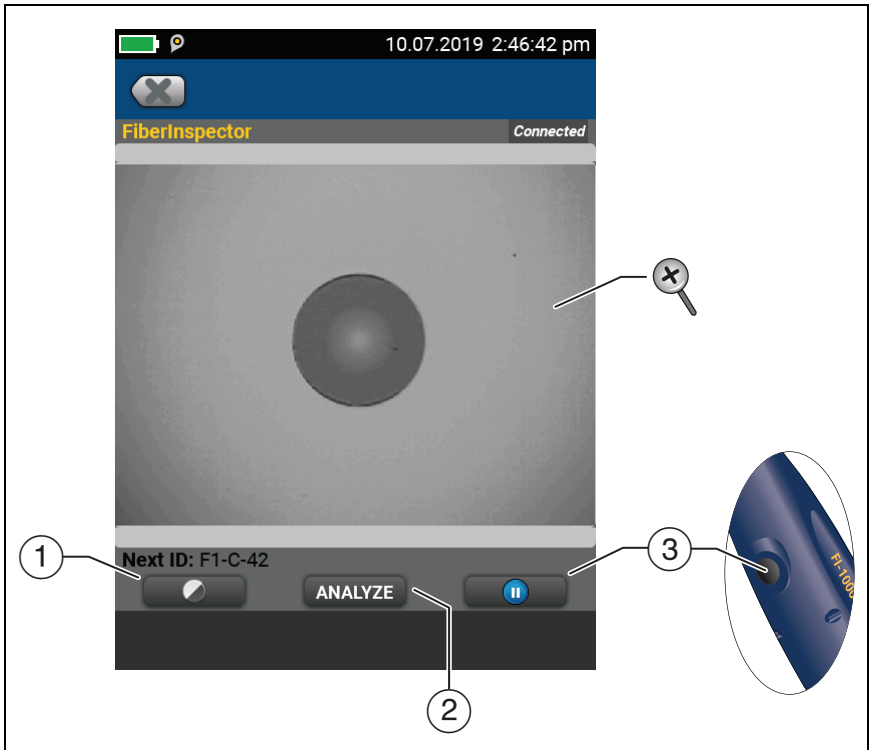 10.07.2019 2:46:42 pm
FiberInspector
Connected
Next ID: F1-C-42
ANALYZE
1
2
3
FI-1000